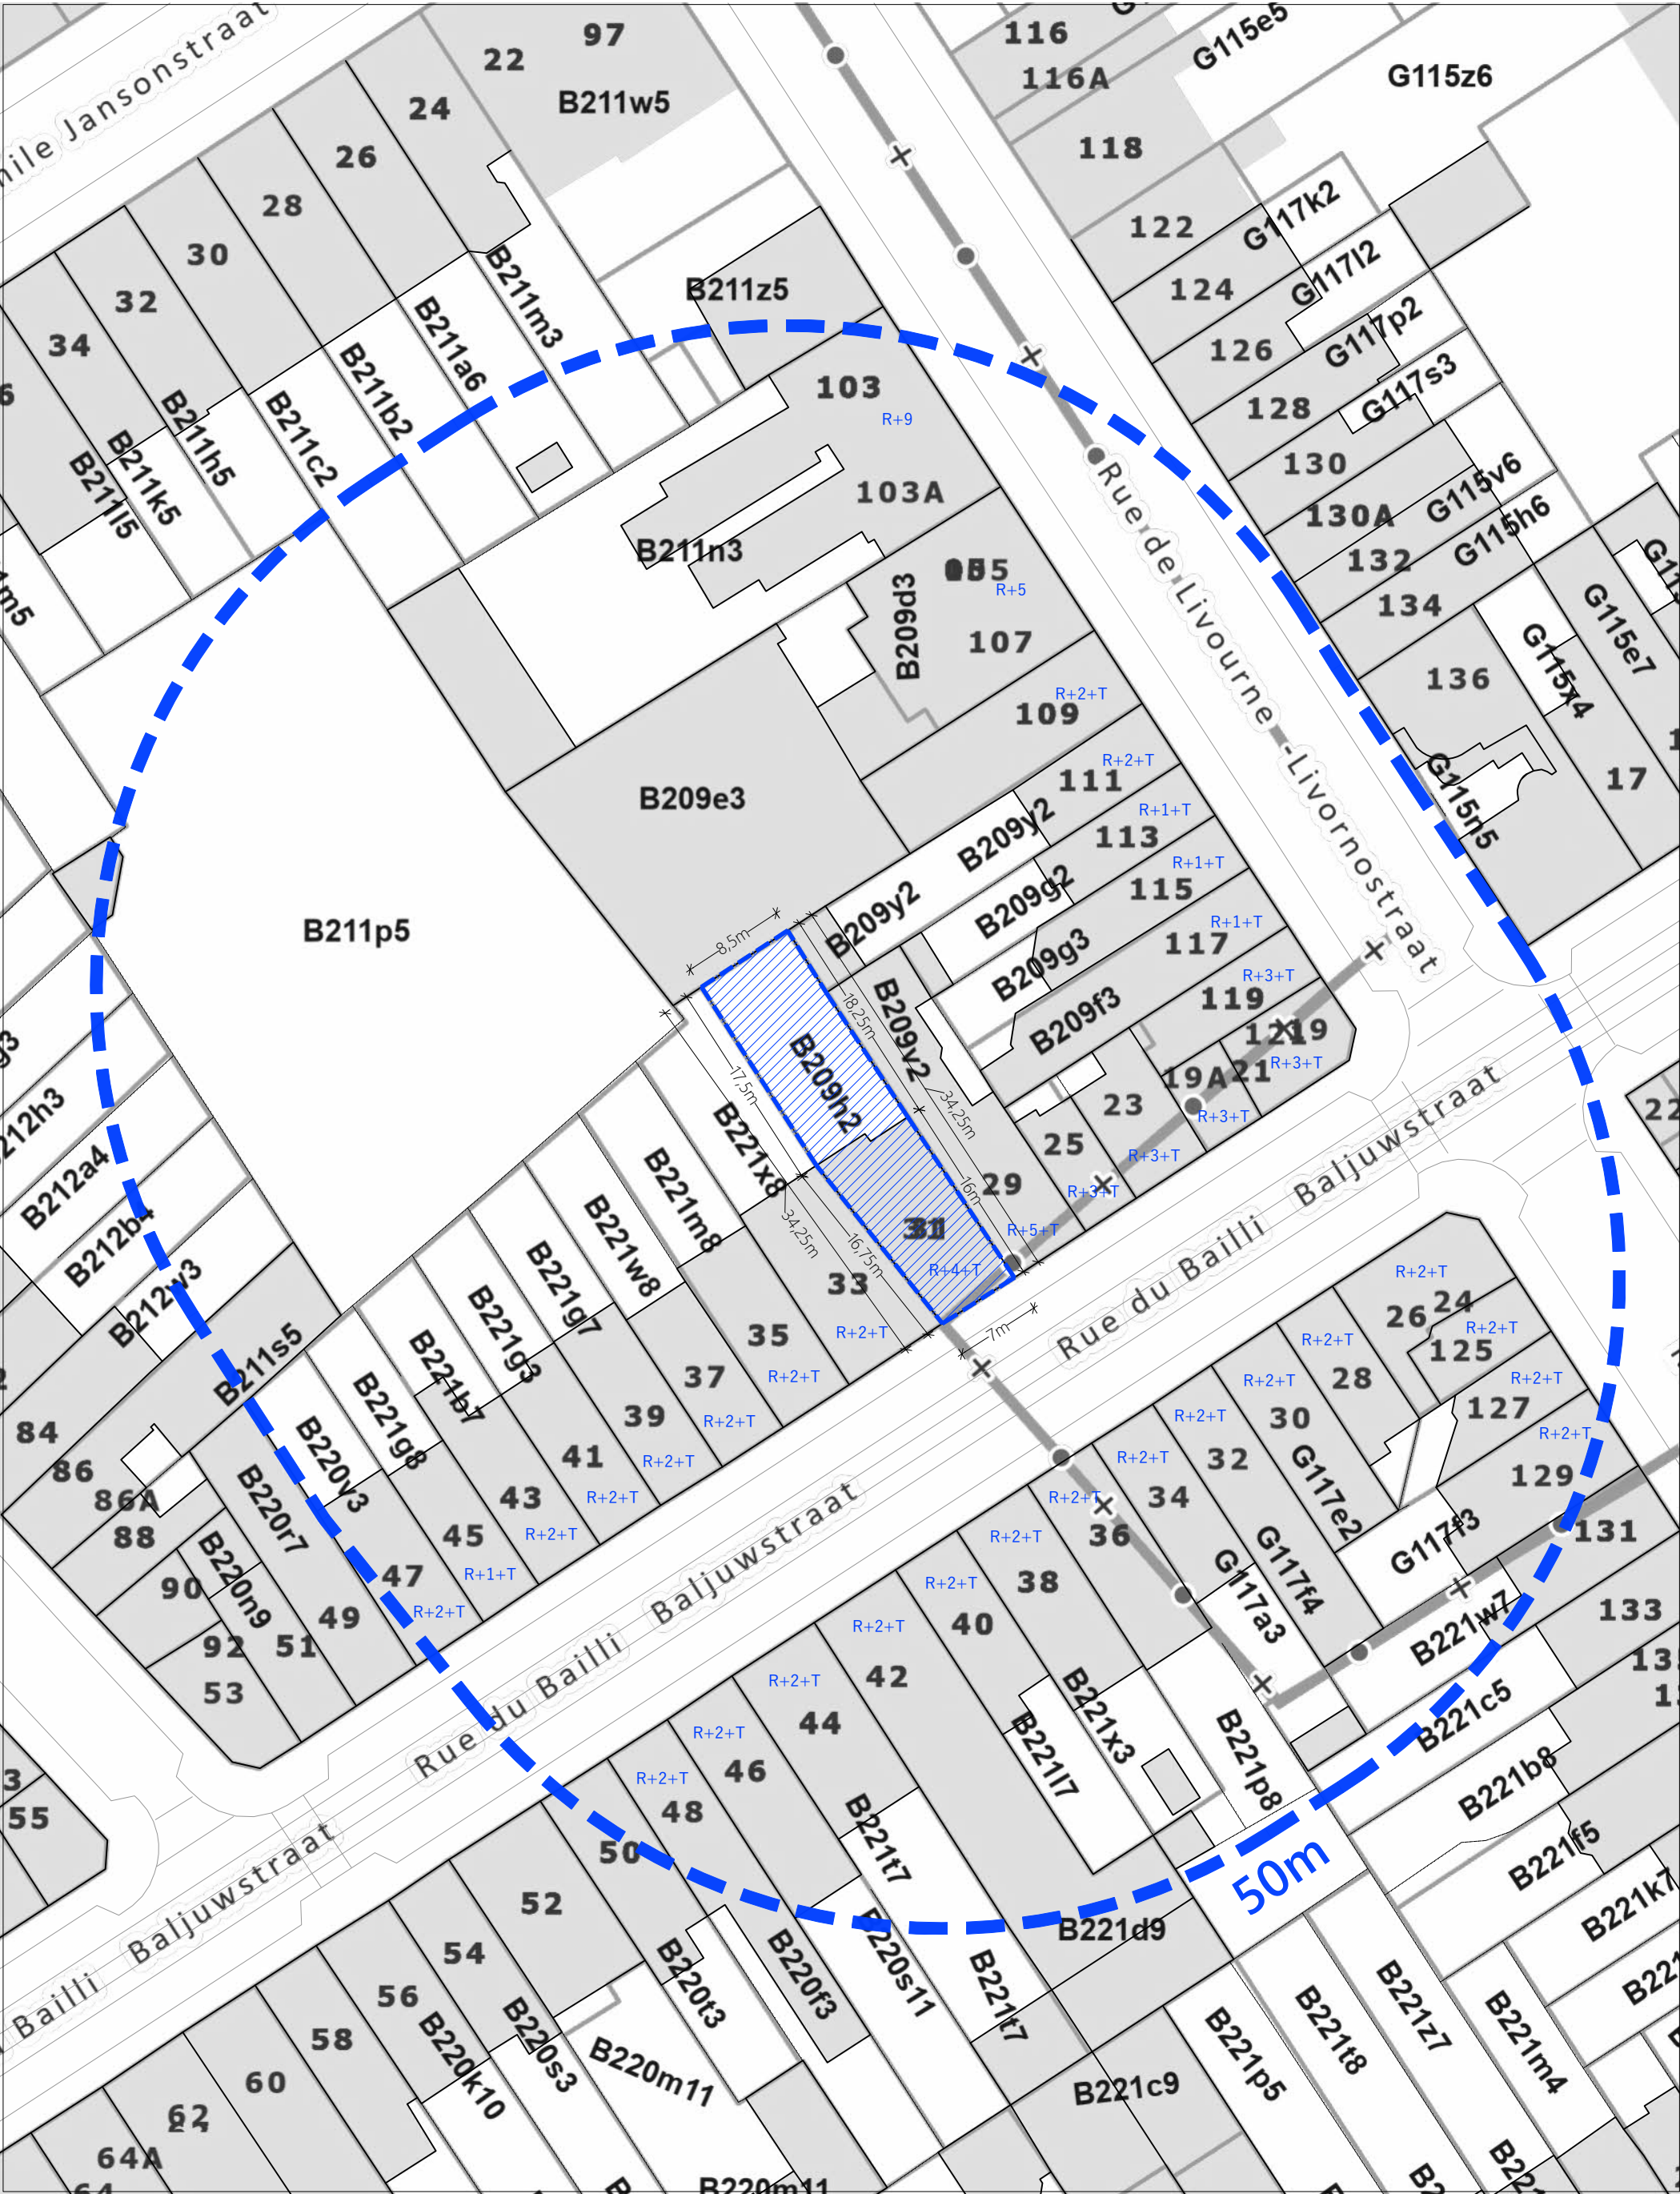 97
22
116
G115e5
24
B211w5
116A
G115z6
26
118
28
G117k2
30
122
G117l2
32
B211m3
B211z5
124
34
B211a6
G117p2
126
B211b2
103
R+9
G117s3
128
B211h5
B211c2
B211k5
B211l5
103A
130
G115v6
130A
G115h6
B211n3
132
B209d3
R+5
134
107
G115e7
136
G115x4
R+2+T
109
Rue de Livourne -Livornostraat
R+2+T
111
17
B209e3
B209y2
R+1+T
113
G115n5
R+1+T
B209g2
115
B211p5
8,5m
B209y2
R+1+T
117
B209g3
R+3+T
119
18,25m
B209v2
B209f3
B209h2
R+3+T
17,5m
19A
21
34,25m
23
R+3+T
B212a4
B221x8
25
R+3+T
B221m8
29
16m
R+3+T
B212b4
34,25m
31
R+5+T
16,75m
R+4+T
B221w8
33
Rue du Bailli Baljuwstraat
B212w3
B221g7
R+2+T
7m
R+2+T
24
26
B221g3
35
R+2+T
R+2+T
125
B211s5
B221b7
37
R+2+T
R+2+T
28
R+2+T
127
84
B221g8
39
R+2+T
R+2+T
30
R+2+T
86
B220v3
41
R+2+T
R+2+T
32
129
86A
43
R+2+T
R+2+T
34
G117e2
88
B220r7
45
R+2+T
R+2+T
36
G117f3
131
90
B220n9
47
R+1+T
R+2+T
38
G117f4
133
92
49
R+2+T
R+2+T
40
G117a3
B221w7
51
53
Rue du Bailli Baljuwstraat
R+2+T
42
B221x3
B221c5
R+2+T
44
B221l7
B221p8
R+2+T
46
B221b8
55
R+2+T
48
B221t7
50
B221f5
50m
52
B221d9
B221k7
Bailli Baljuwstraat
54
B220t3
B220f3
B220s11
B221t7
56
B220s3
B221z7
58
B220k10
B220m11
B221p5
B221t8
B221m4
60
B221c9
62
64A
B220m11